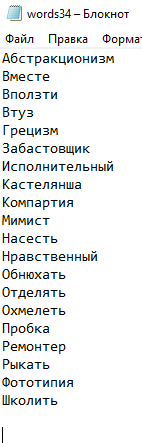 words34 – Блокнот
Файл Правка Формат
Абстракционизм
Вместе
Вползти
Втуз
Грецизм
Забастовщик
Исполнительный
Кастелянша
Компартия
Мимист
Насесть
Нравственный
Обнюхать
Отделять
Охмелеть
Пробка
Ремонтер
Рыкать
Фототипия
Школить